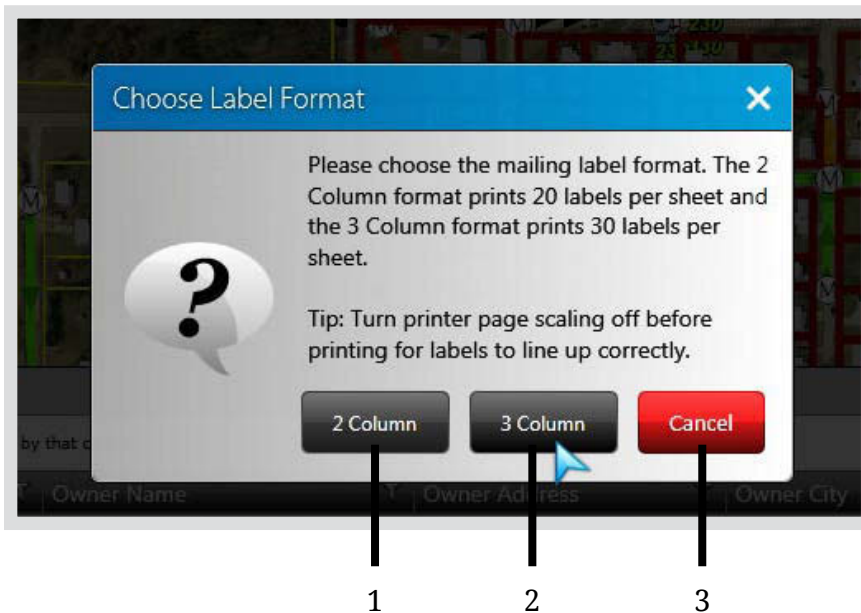 230
230
M
Choose Label Format
Please choose the mailing label format. The 2
Column format prints 20 labels per sheet and
the 3 Column format prints 30 labels per
sheet.
M
M
?
M
Tip: Turn printer page scaling off before
printing for labels to line up correctly.
2 Column
3 Column
Cancel
by that
Owner Name
Owner Address
Owner City
1
2
3